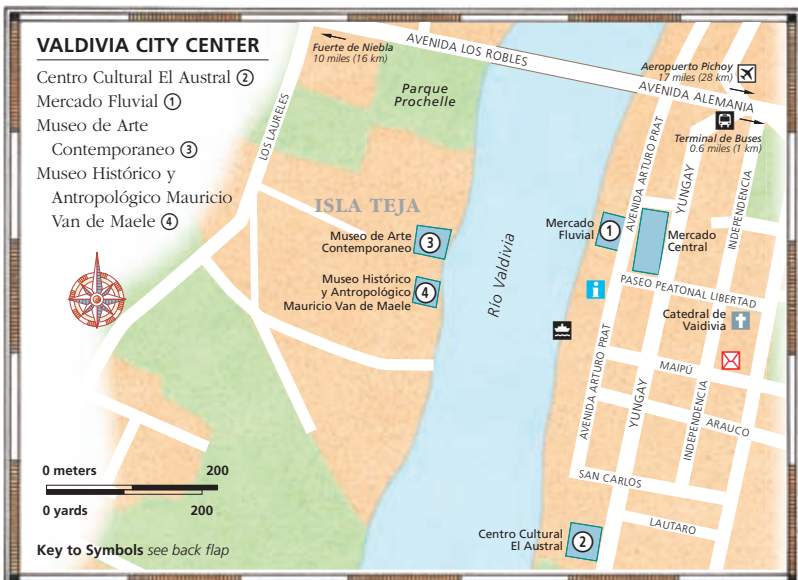 VALDIVIA CITY CENTER
Centro Cultural El Austral ②
Mercado Fluvial ①
Museo de Arte
Contemporaneo ③
Museo Histórico y
Antropológico Mauricio
Van de Maele ④
Fuerte de Niebla
10 miles (16 km)
AVENIDA LOS ROBLES
Parque
Prochelle
LOS LAURELES
Aeropuerto Pichoy
17 miles (28 km)
AVENIDA ALEMANIA
Terminal de Buses
0.6 miles (1 km)
AVENIDA ARTURO PRAT
YUNGAY
INDEPENDENCIA
ISLA TEJA
Museo de Arte
Contemporaneo
3
Museo Histórico
y Antropológico
Mauricio Van de Maele
4
Río Valdivia
Mercado
Fluvial
1
Mercado
Central
PASEO PEATONAL LIBERTAD
i
Catedral de
Vaidivia
MAIPÚ
AVENIDA ARTURO PRAT
YUNGAY
INDEPENDENCIA
ARAUCO
SAN CARLOS
LAUTARO
Centro Cultural
El Austral
2
0 meters 200
0 yards 200
Key to Symbols see back flap